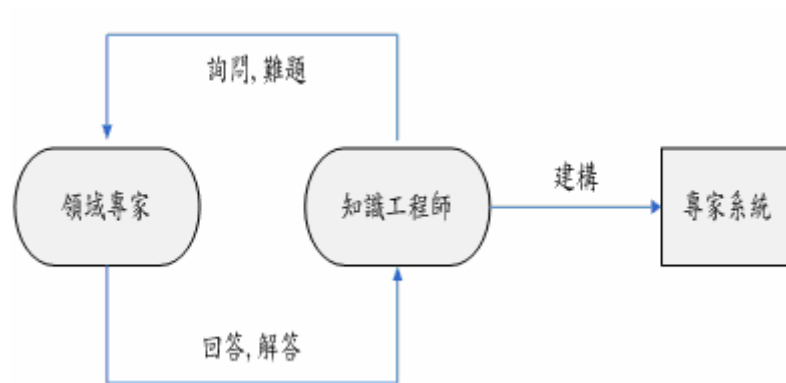 詢問, 難題
領域專家
知識工程師
建構
專家系統
回答, 解答